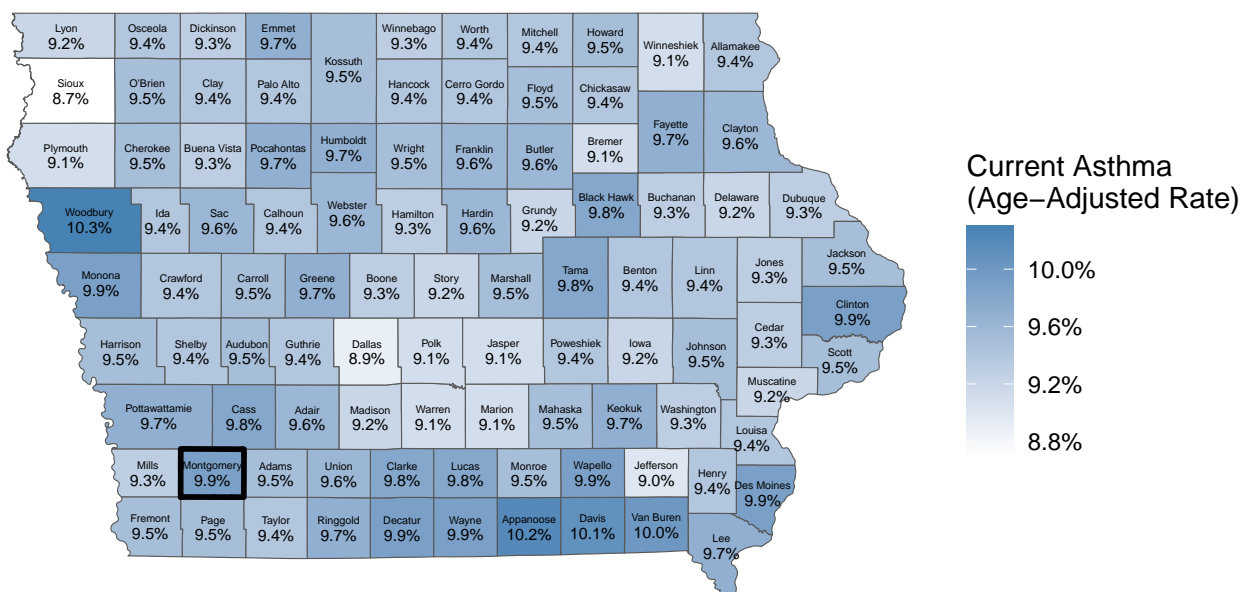 Lyon
9.2%
Osceola
9.4%
Dickinson
9.3%
Emmet
9.7%
Kossuth
9.5%
Winnebago
9.3%
Worth
9.4%
Mitchell
9.4%
Howard
9.5%
Winneshiek
9.1%
Allamakee
9.4%
Sioux
8.7%
O'Brien
9.5%
Clay
9.4%
Palo Alto
9.4%
Hancock
9.4%
Cerro Gordo
9.4%
Floyd
9.5%
Chickasaw
9.4%
Fayette
9.7%
Clayton
9.6%
Plymouth
9.1%
Cherokee
9.5%
Buena Vista
9.3%
Pocahontas
9.7%
Humboldt
9.7%
Wright
9.5%
Franklin
9.6%
Butler
9.6%
Bremer
9.1%
Woodbury
10.3%
Ida
9.4%
Sac
9.6%
Calhoun
9.4%
Webster
9.6%
Hamilton
9.3%
Hardin
9.6%
Grundy
9.2%
Black Hawk
9.8%
Buchanan
9.3%
Delaware
9.2%
Dubuque
9.3%
Monona
9.9%
Crawford
9.4%
Carroll
9.5%
Greene
9.7%
Boone
9.3%
Story
9.2%
Marshall
9.5%
Tama
9.8%
Benton
9.4%
Linn
9.4%
Jones
9.3%
Jackson
9.5%
Clinton
9.9%
Harrison
9.5%
Shelby
9.4%
Audubon
9.5%
Guthrie
9.4%
Dallas
8.9%
Polk
9.1%
Jasper
9.1%
Poweshiek
9.4%
Iowa
9.2%
Johnson
9.5%
Cedar
9.3%
Scott
9.5%
Muscatine
9.2%
Pottawattamie
9.7%
Cass
9.8%
Adair
9.6%
Madison
9.2%
Warren
9.1%
Marion
9.1%
Mahaska
9.5%
Keokuk
9.7%
Washington
9.3%
Louisa
9.4%
Mills
9.3%
Montgomery
9.9%
Adams
9.5%
Union
9.6%
Clarke
9.8%
Lucas
9.8%
Monroe
9.5%
Wapello
9.9%
Jefferson
9.0%
Henry
9.4%
Des Moines
9.9%
Fremont
9.5%
Page
9.5%
Taylor
9.4%
Ringgold
9.7%
Decatur
9.9%
Wayne
9.9%
Appanoose
10.2%
Davis
10.1%
Van Buren
10.0%
Lee
9.7%
Current Asthma
(Age−Adjusted Rate)
10.0%
9.6%
9.2%
8.8%